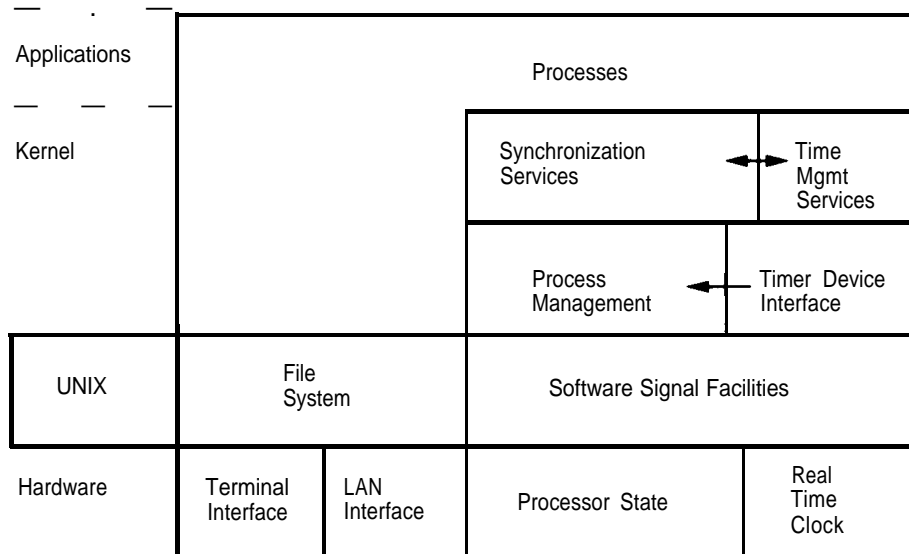 Applications
Processes
Kernel
Synchronization
Services
Time
Mgmt
Services
Process
Management
Timer Device
Interface
UNIX
File
System
Software Signal Facilities
Hardware
Terminal
Interface
LAN
Interface
Processor State
Real
Time
Clock